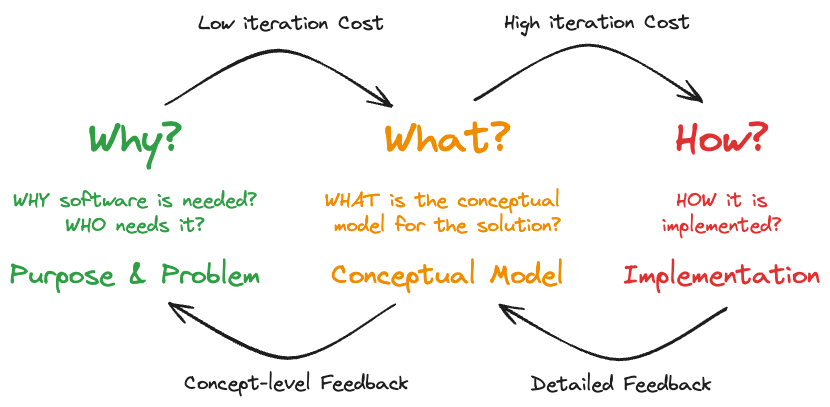 Low iteration Cost
High iteration Cost
Why?
What?
How?
WHY software is needed?
WHO needs it?
WHAT is the conceptual
model for the solution?
HOW it is
implemented?
Purpose & Problem
Conceptual Model
Implementation
Concept-level Feedback
Detailed Feedback